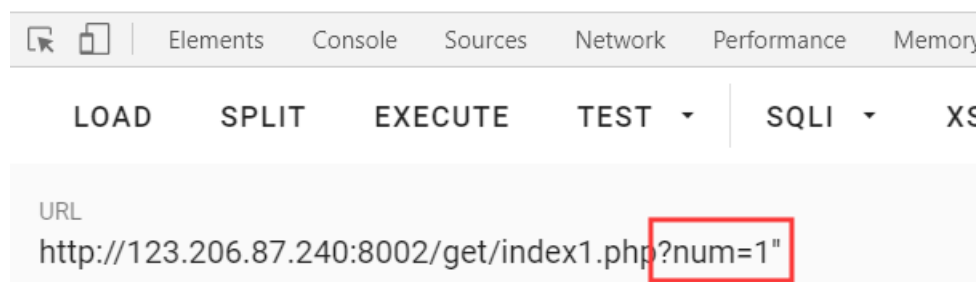 Elements Console Sources Network Performance Memory
LOAD SPLIT EXECUTE TEST SQLI XS
URL
http://123.206.87.240:8002/get/index1.php?num=1"